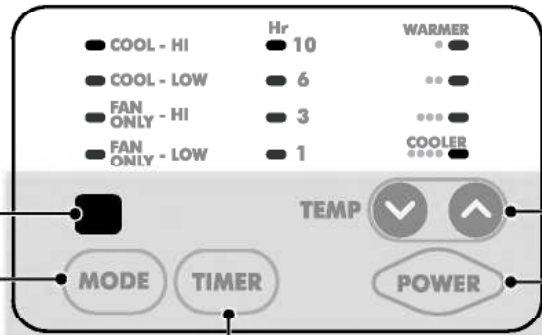 Hr WARMER
COOL - HI 10
COOL - LOW 6
FAN ONLY - HI 3
COOLER
FAN ONLY - LOW 1
TEMP
MODE TIMER POWER